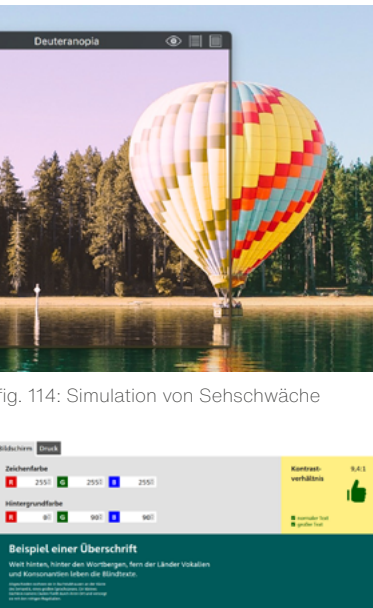 Deuteranopia
fig. 114: Simulation von Sehschwäche
Bildschirm Druck
Zeichenfarbe
R 255 G 255 B 255
Kontrast-
verhältnis
9,4:1
Hintergrundfarbe
R 0 G 90 B 90
normaler Text
großer Text
Beispiel einer Überschrift
Weit hinten, hinter den Wortbergen, fern der Länder Vokalien
und Konsonantien leben die Blindtexte.